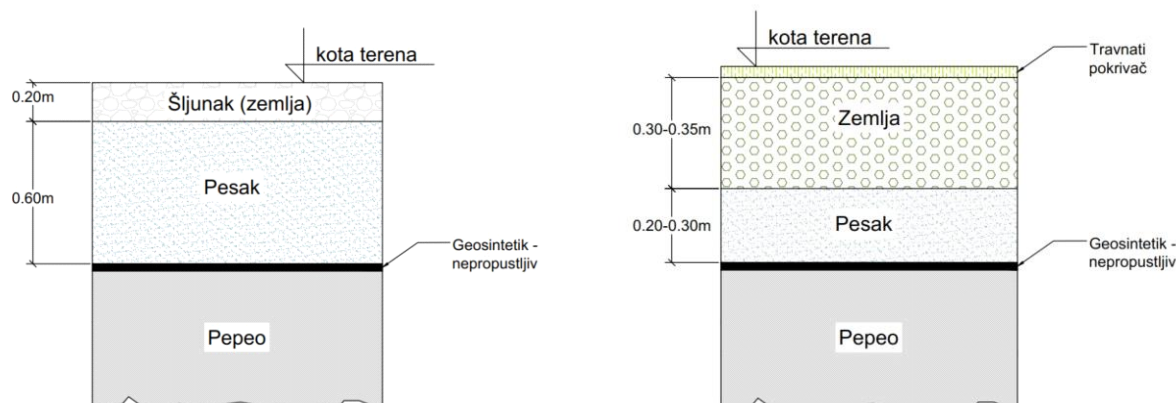 kota terena
0.20m
Šljunak (zemlja)
0.60m
Pesak
Geosintetik -
nepropustljiv
Pepeo
kota terena
Travnati
pokrivač
0.30-0.35m
Zemlja
0.20-0.30m
Pesak
Geosintetik -
nepropustljiv
Pepeo